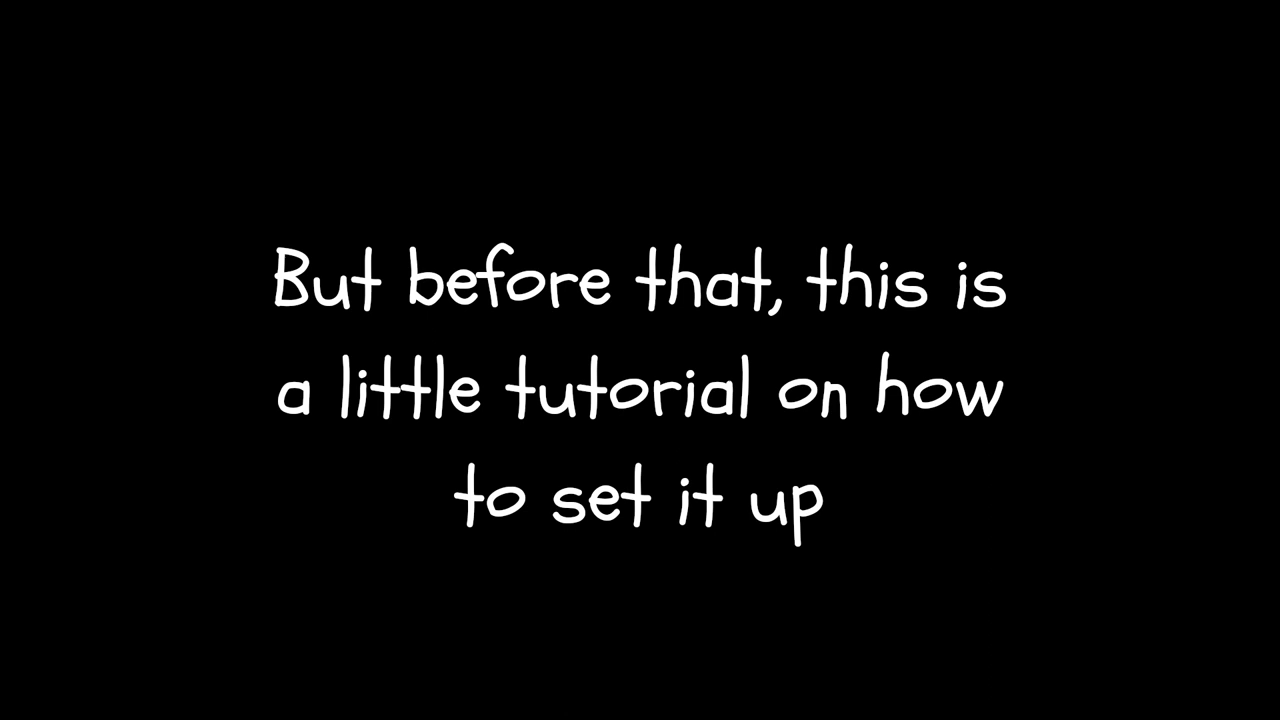 But before that, this is
a little tutorial on how
to set it up